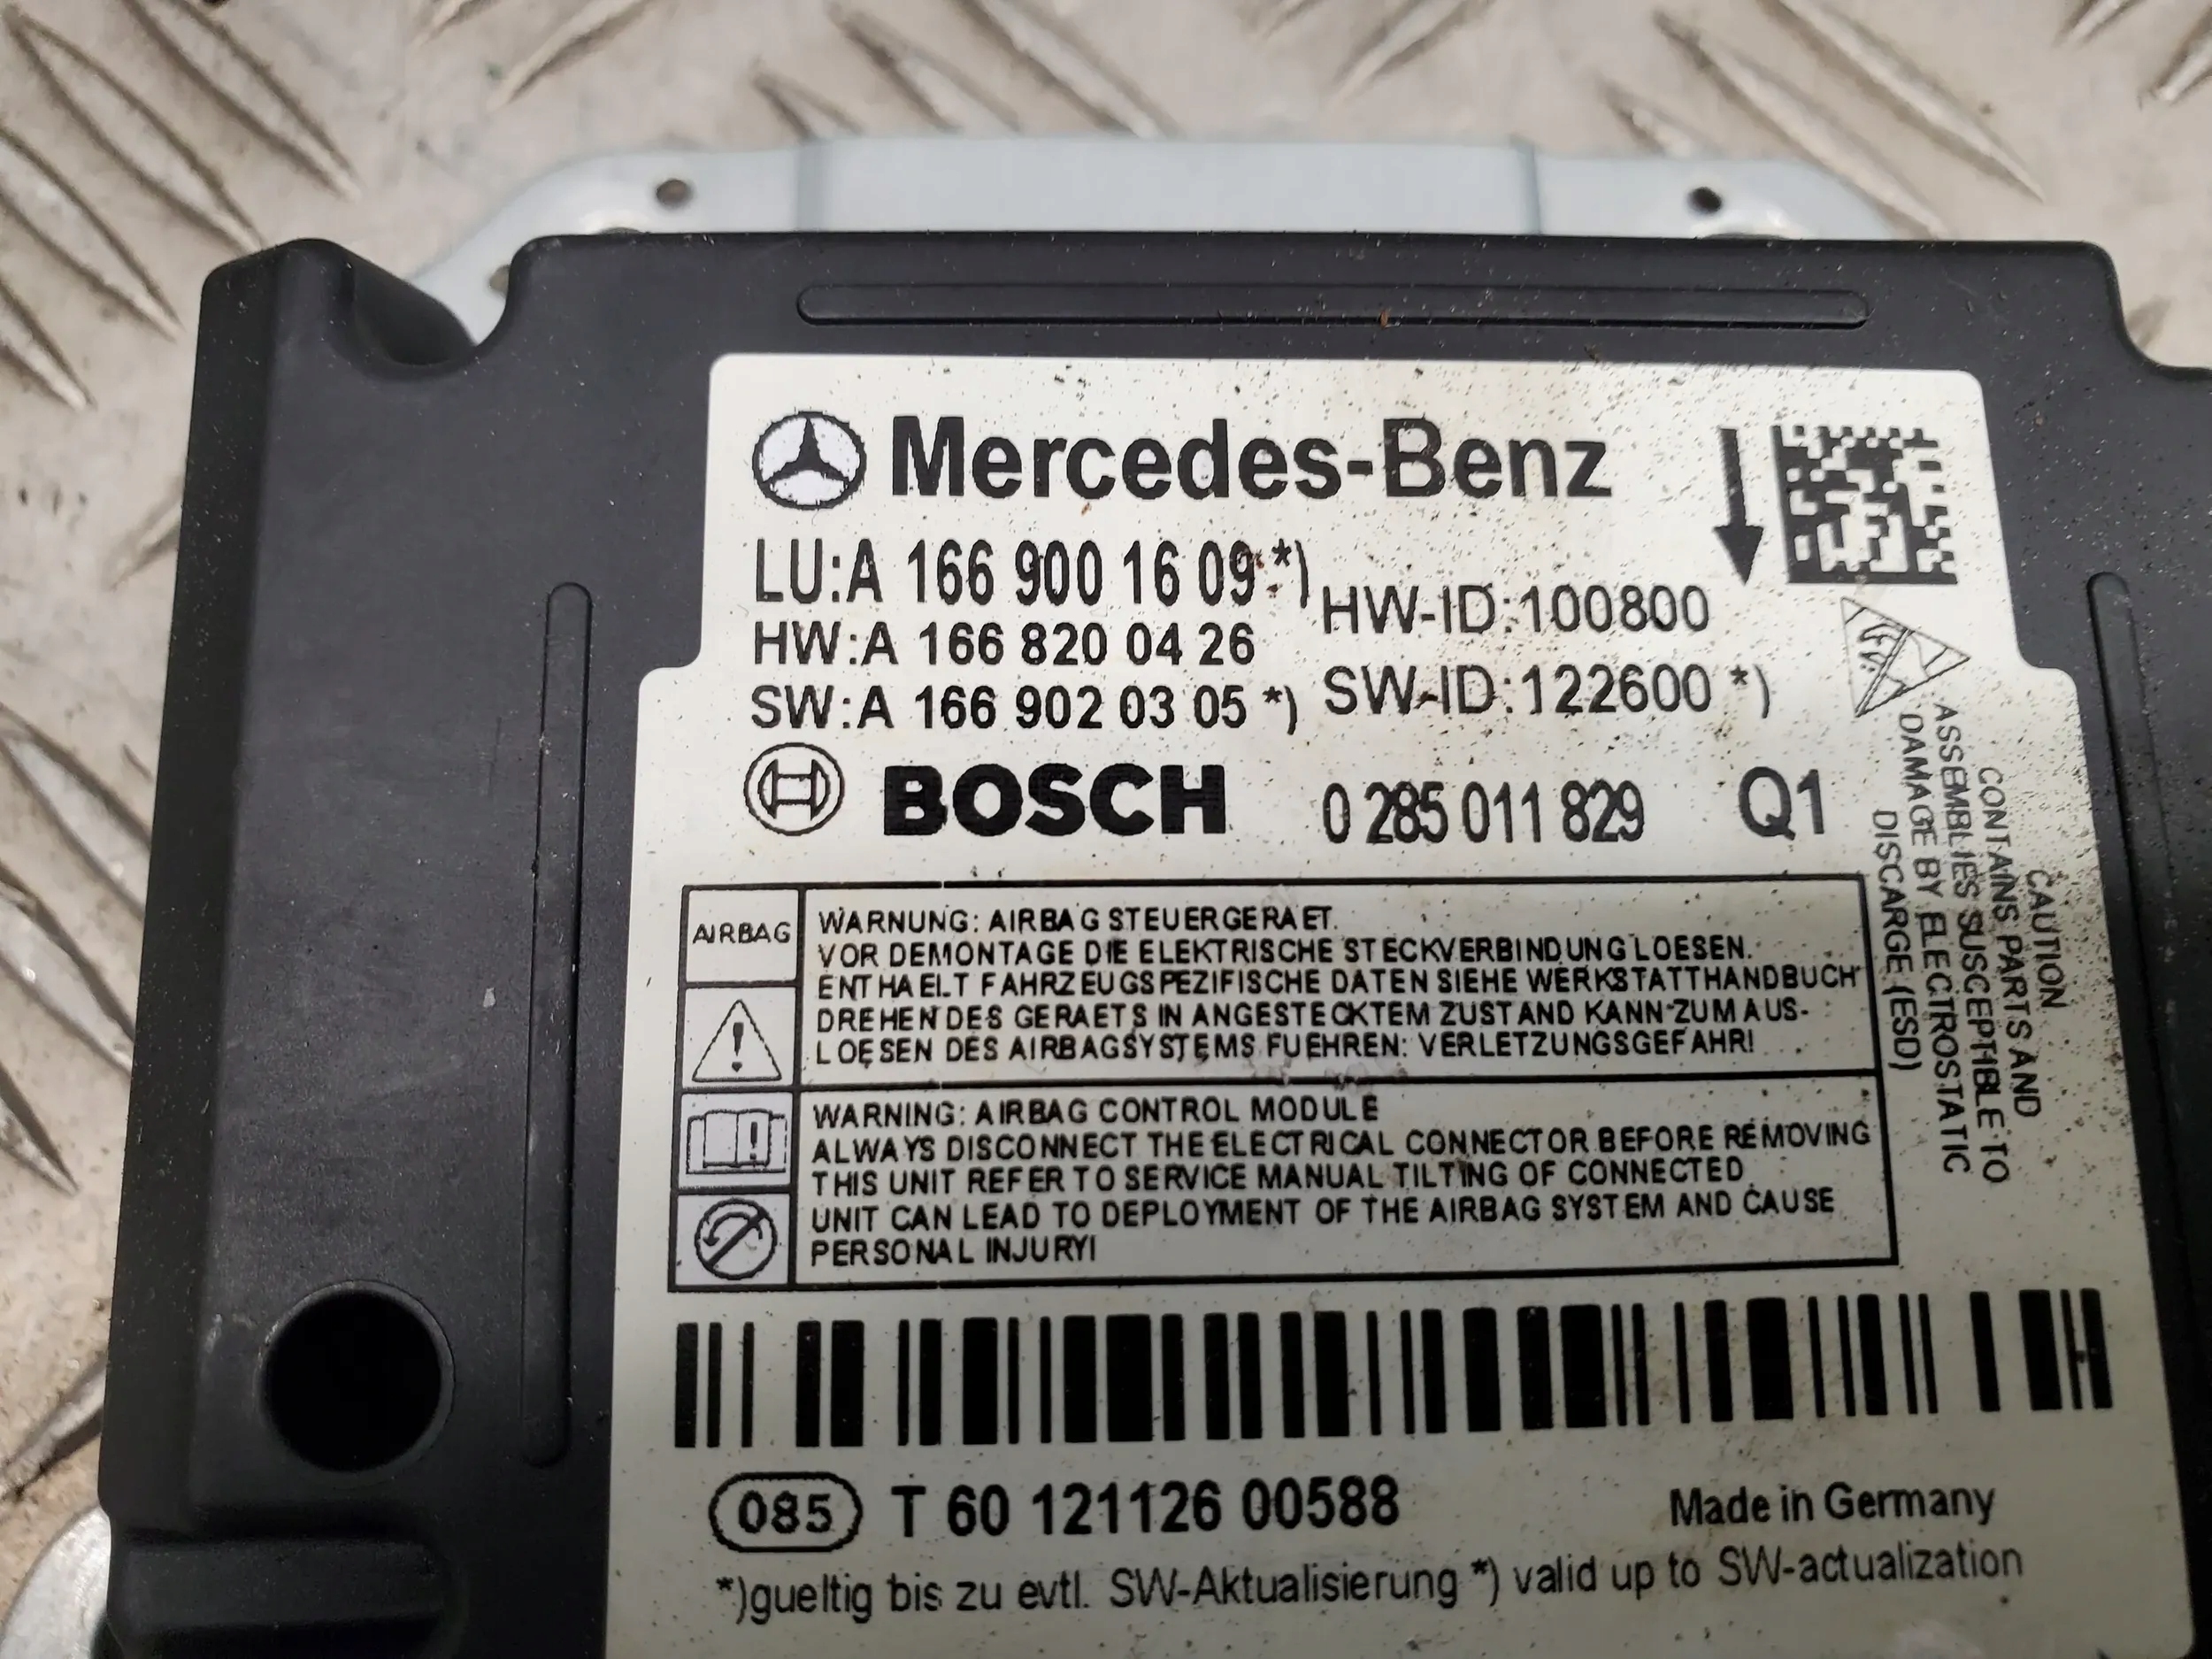 Mercedes-Benz
LU:A 166 900 16 09 *)
HW-ID:100800
HW:A 166 820 04 26
SW:A 166 902 03 05 *)
SW-ID:122600 *)
BOSCH 0 285 011 829 Q1
CAUTION
CONTAINS PARTS AND
ASSEMBLIES SUSCEPTIBLE TO
DAMAGE BY ELECTROSTATIC
DISCARGE (ESD)
AIRBAG
WARNUNG: AIRBAG STEUERGERAET.
VOR DEMONTAGE DIE ELEKTRISCHE STECKVERBINDUNG LOESEN.
ENTHAELT FAHRZEUGSPEZIFISCHE DATEN SIEHE WERKSTATTHANDBUCH
DREHEN DES GERAETS IN ANGESTECKTEM ZUSTAND KANN ZUM AUS-
LOESEN DES AIRBAGSYSTEMS FUEHREN: VERLETZUNGSGEFAHR!
WARNING: AIRBAG CONTROL MODULE
ALWAYS DISCONNECT THE ELECTRICAL CONNECTOR BEFORE REMOVING
THIS UNIT REFER TO SERVICE MANUAL TILTING OF CONNECTED
UNIT CAN LEAD TO DEPLOYMENT OF THE AIRBAG SYSTEM AND CAUSE
PERSONAL INJURY!
085 T 60 121126 00588
Made in Germany
*)gueltig bis zu evtl. SW-Aktualisierung *) valid up to SW-actualization